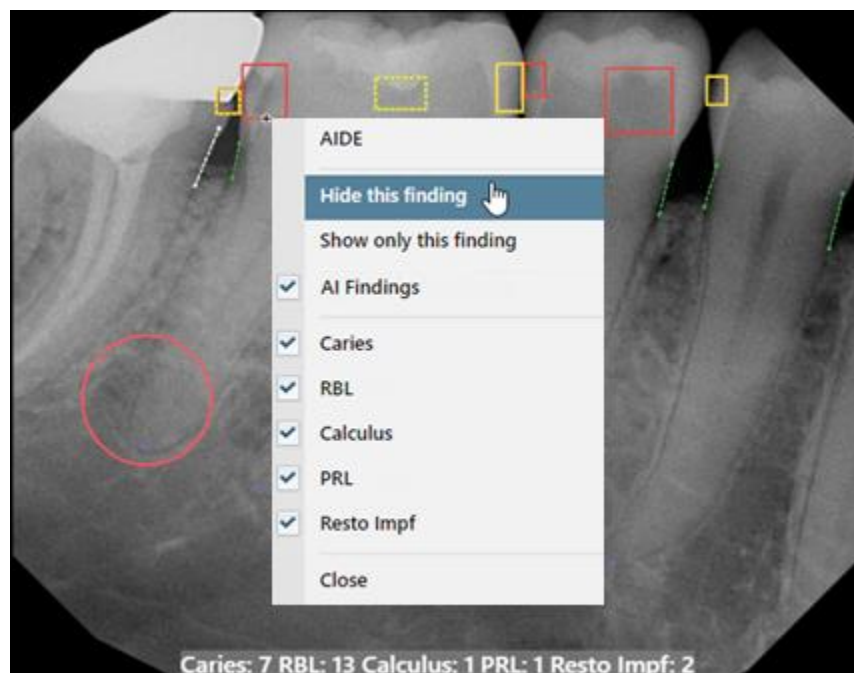 AIDE
Hide this finding
Show only this finding
AI Findings
Caries
RBL
Calculus
PRL
Resto Impf
Close
Caries: 7 RBL: 13 Calculus: 1 PRL: 1 Resto Impf: 2